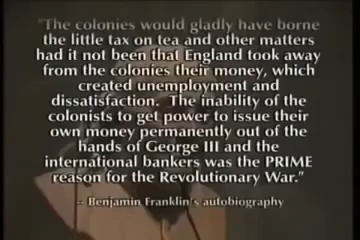 "The colonies would gladly have borne
the little tax on tea and other matters
had it not been that England took away
from the colonies their money, which
created unemployment and
dissatisfaction. The inability of the
colonists to get power to issue their
own money permanently out of the
hands of George III and the
international bankers was the PRIME
reason for the Revolutionary War."
-- Benjamin Franklin's autobiography